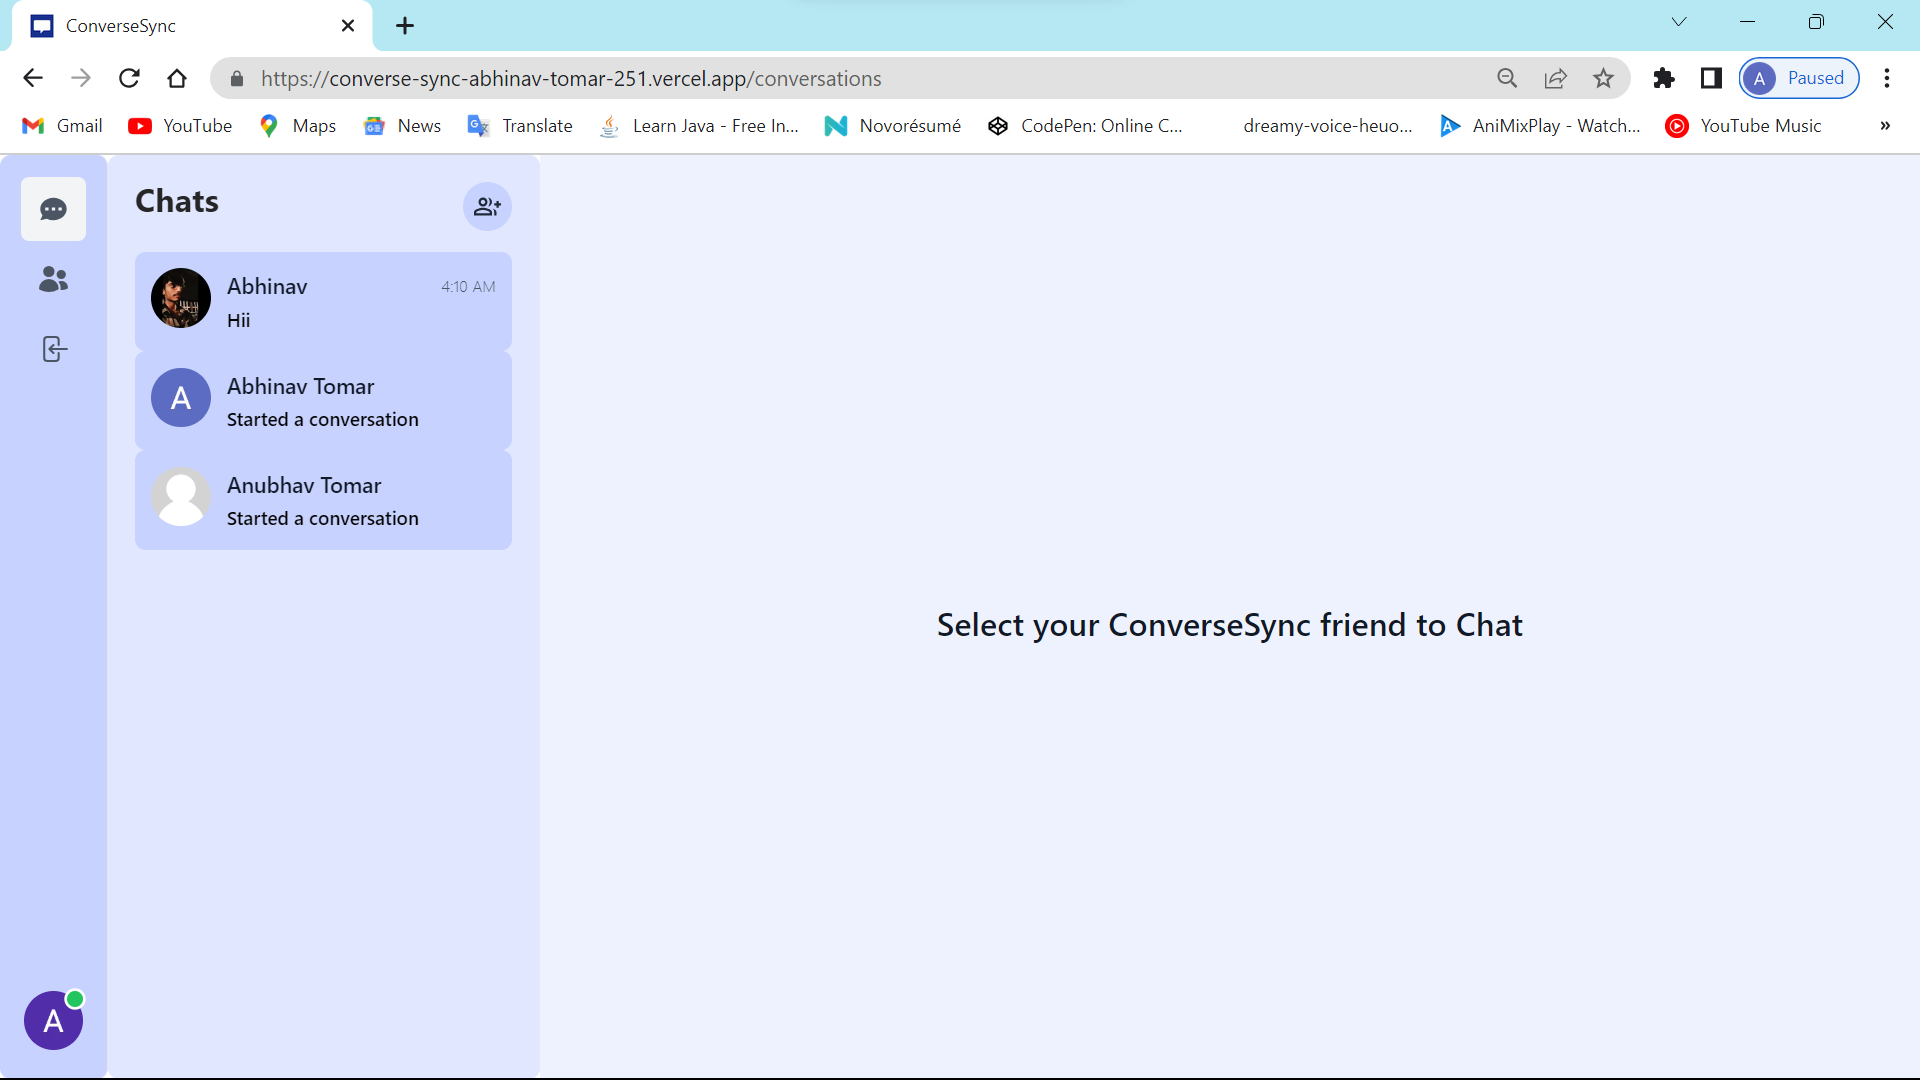 ConverseSync
https://converse-sync-abhinav-tomar-251.vercel.app/conversations
A Paused
Gmail YouTube Maps News Translate Learn Java - Free In... Novorésumé CodePen: Online C... dreamy-voice-heuo... AniMixPlay - Watch... YouTube Music »
Chats
Abhinav 4:10 AM
Hii
A
Abhinav Tomar
Started a conversation
Anubhav Tomar
Started a conversation
Select your ConverseSync friend to Chat
A